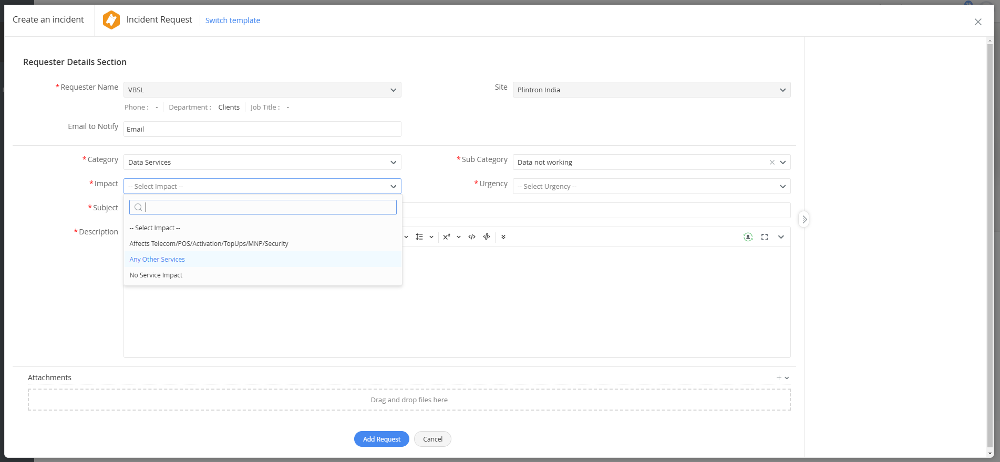 Create an incident
Incident Request
Switch template
Requester Details Section
* Requester Name
VBSL
Site
Plintron India
Phone : - Department : Clients Job Title : -
Email to Notify
Email
* Category
Data Services
* Sub Category
Data not working
* Impact
-- Select Impact --
* Urgency
-- Select Urgency --
* Subject
-- Select Impact --
Affects Telecom/POS/Activation/TopUps/MNP/Security
Any Other Services
No Service Impact
* Description
Attachments
Drag and drop files here
Add Request
Cancel